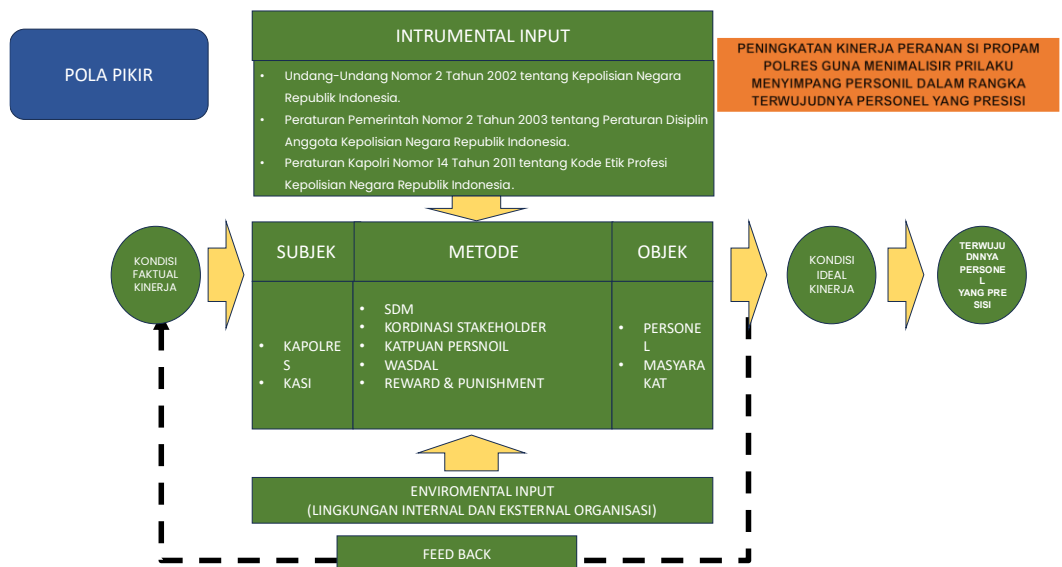 POLA PIKIR
INTRUMENTAL INPUT
• Undang-Undang Nomor 2 Tahun 2002 tentang Kepolisian Negara
Republik Indonesia.
• Peraturan Pemerintah Nomor 2 Tahun 2003 tentang Peraturan Disiplin
Anggota Kepolisian Negara Republik Indonesia.
• Peraturan Kapolri Nomor 14 Tahun 2011 tentang Kode Etik Profesi
Kepolisian Negara Republik Indonesia.
PENINGKATAN KINERJA PERANAN SI PROPAM
POLRES GUNA MENIMALISIR PRILAKU
MENYIMPANG PERSONIL DALAM RANGKA
TERWUJUDNYA PERSONEL YANG PRESISI
KONDISI
FAKTUAL
KINERJA
SUBJEK
• KAPOLRE
S
• KASI
METODE
• SDM
• KORDINASI STAKEHOLDER
• KATPUAN PERSNOIL
• WASDAL
• REWARD & PUNISHMENT
OBJEK
• PERSONE
L
• MASYARA
KAT
KONDISI
IDEAL
KINERJA
TERWUJU
DNNYA
PERSONE
L
YANG PRE
SISI
ENVIROMENTAL INPUT
(LINGKUNGAN INTERNAL DAN EKSTERNAL ORGANISASI)
FEED BACK